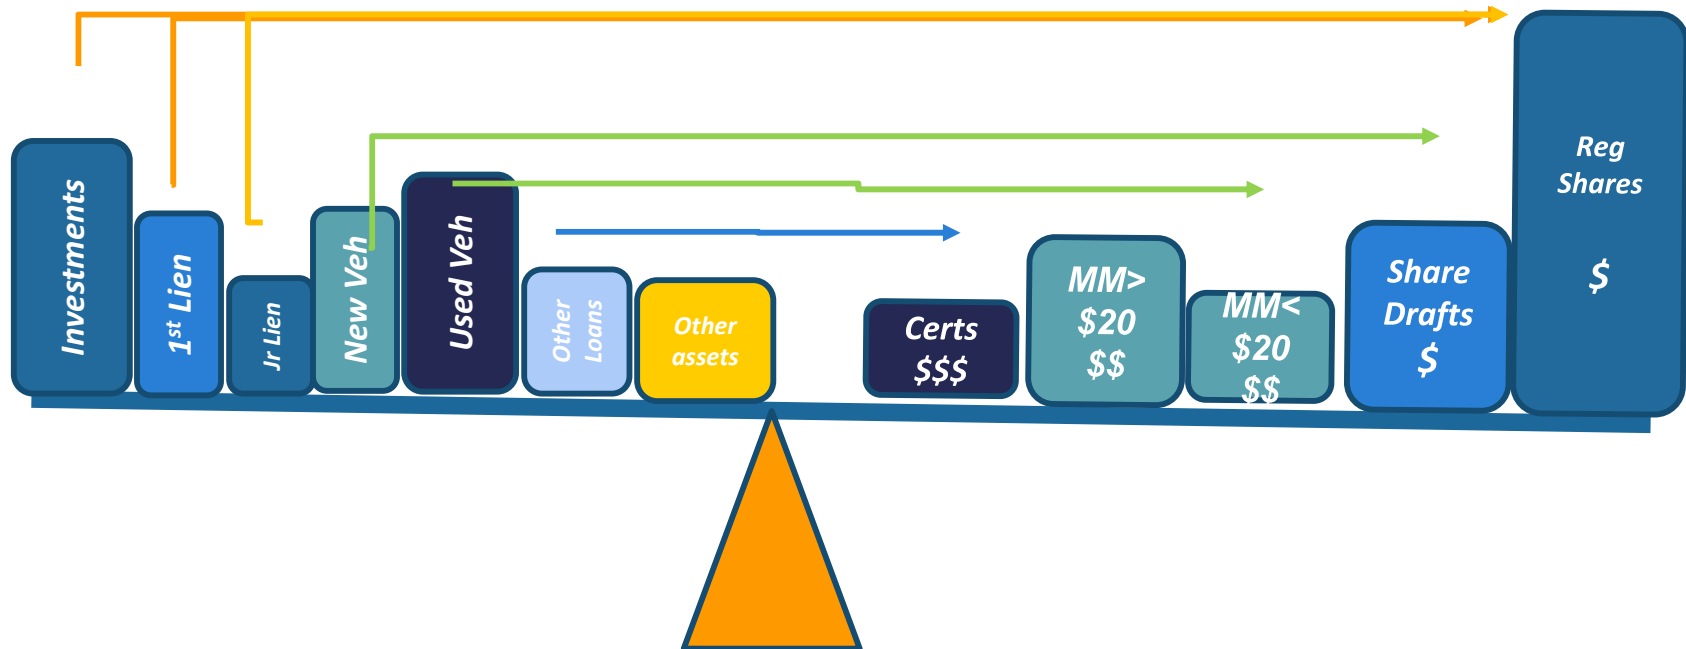 Investments
1st Lien
Jr Lien
New Veh
Used Veh
Other
Loans
Other
assets
Certs
$$$
MM>
$20
$$
MM<
$20
$$
Share
Drafts
$
Reg
Shares
$